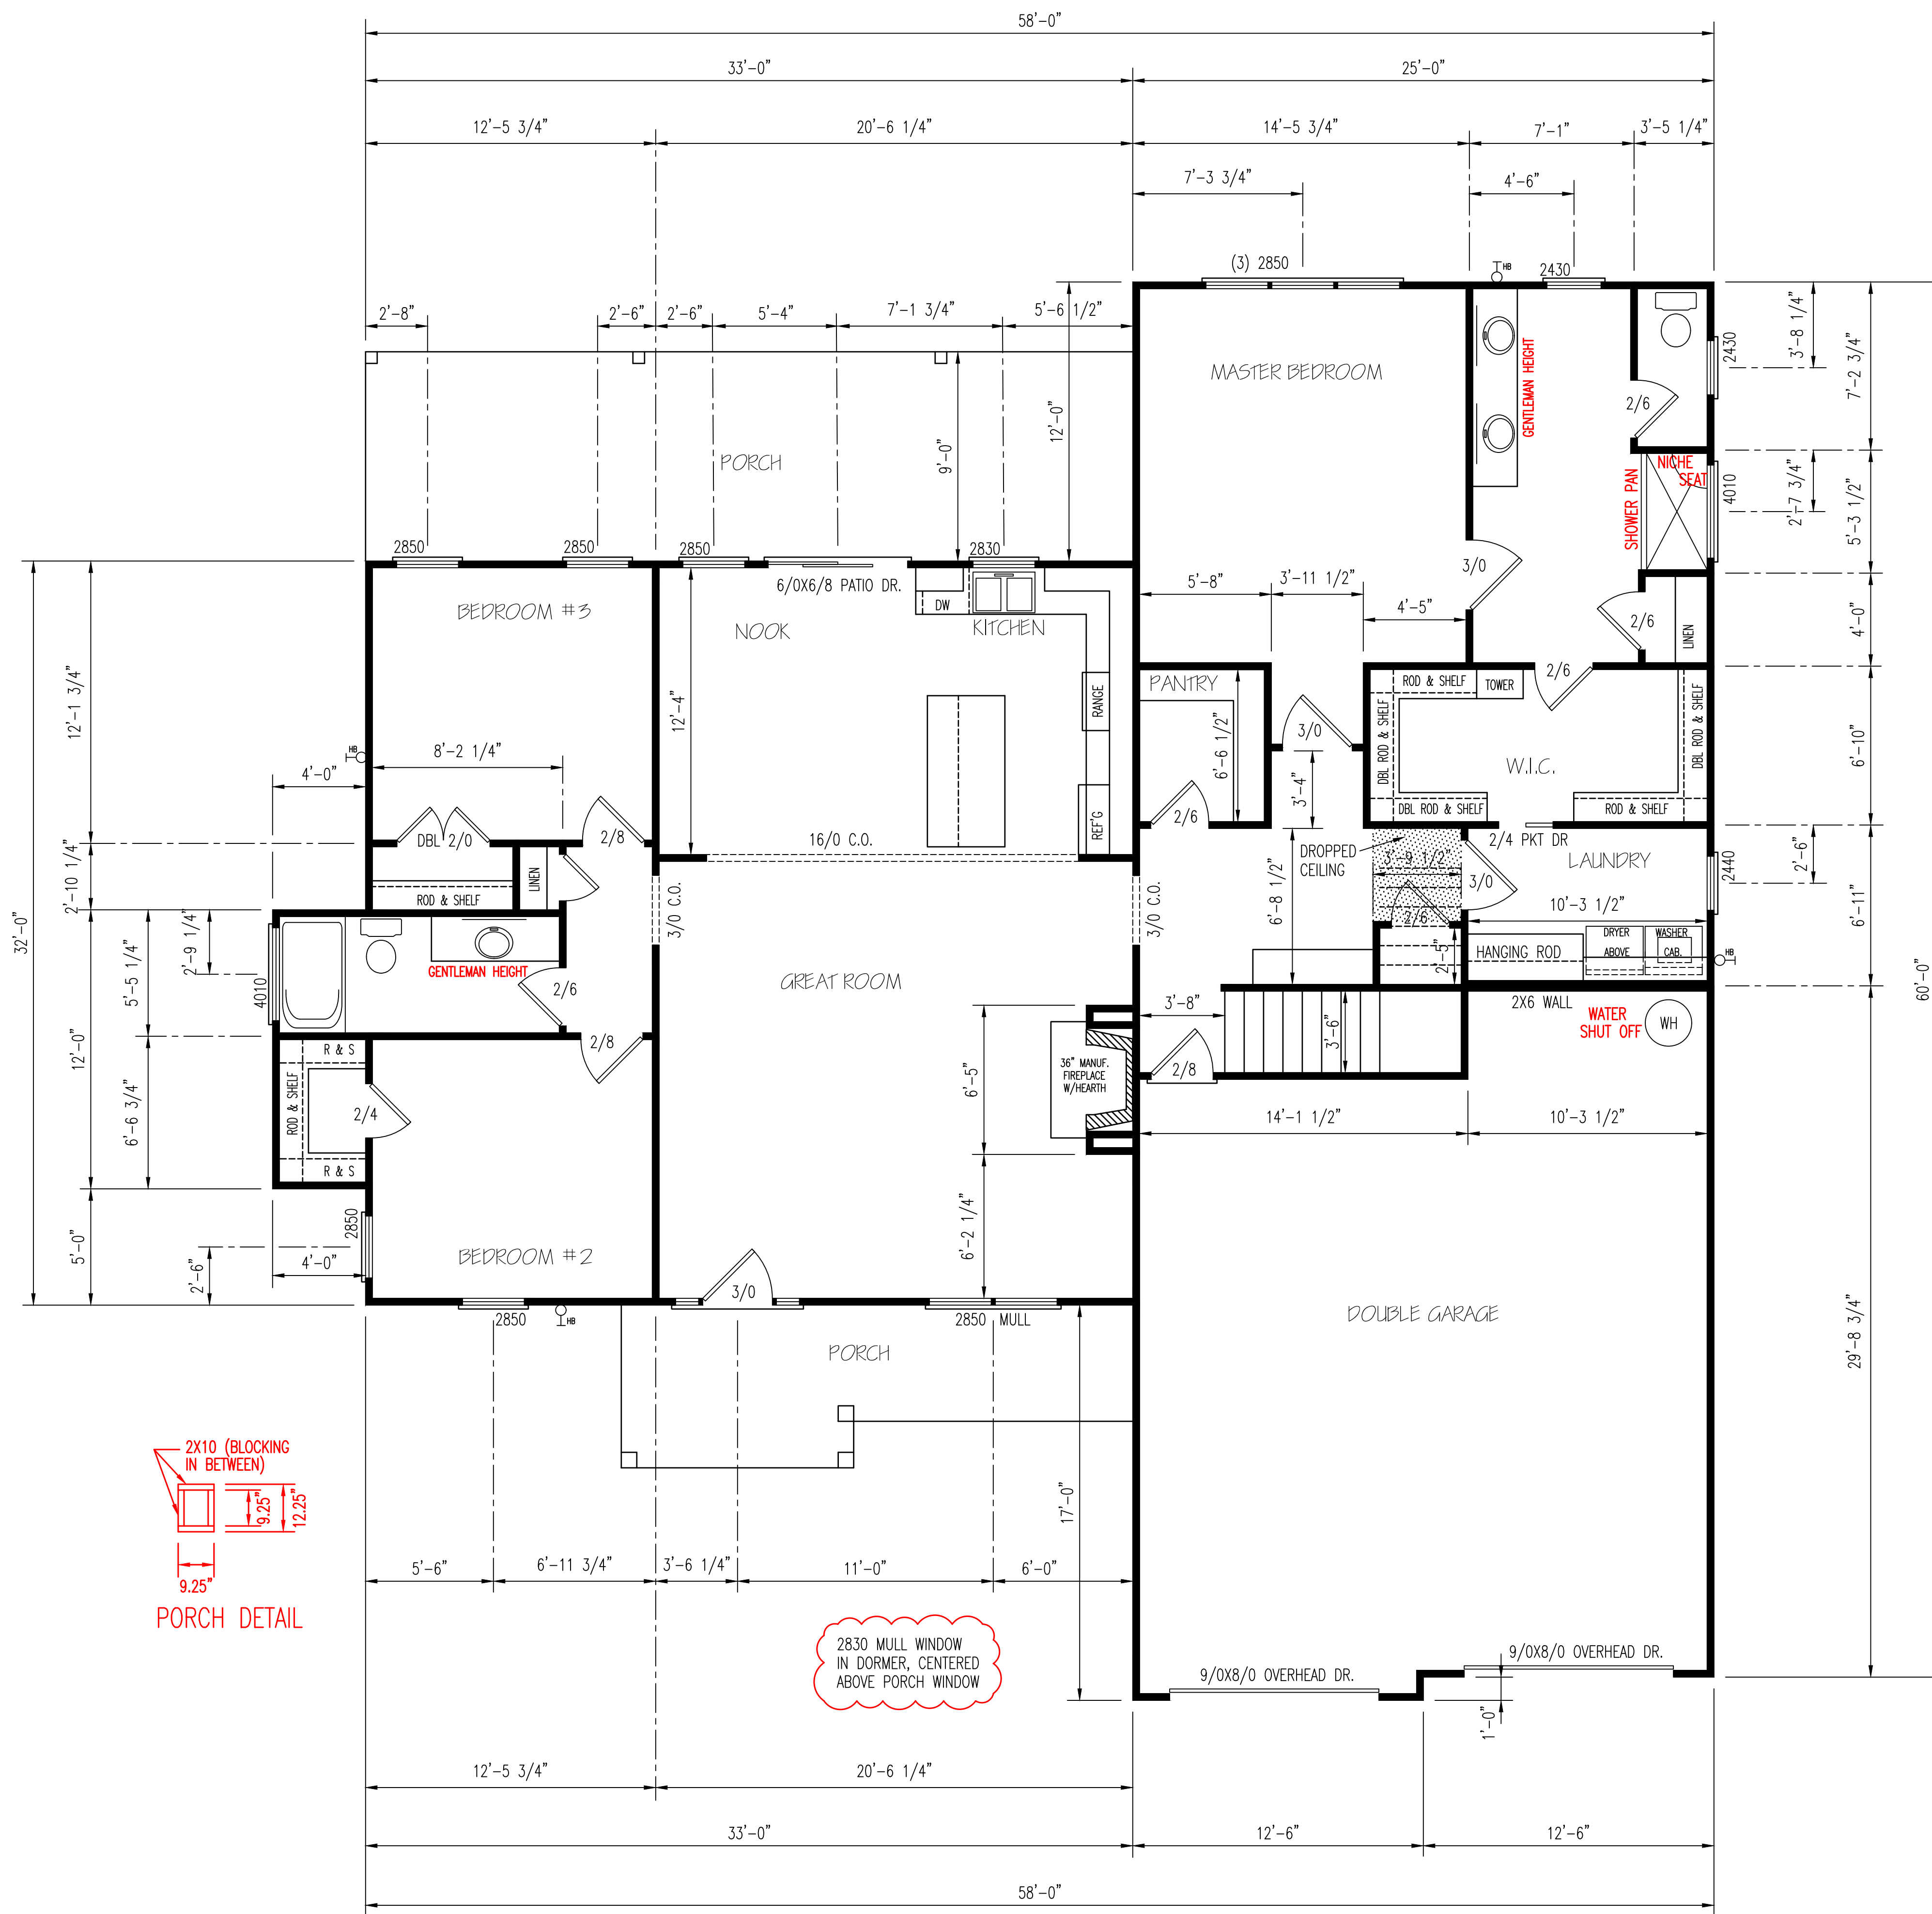 58'-0"
33'-0" 25'-0"
12'-5 3/4" 20'-6 1/4" 14'-5 3/4" 7'-1" 3'-5 1/4"
7'-3 3/4" 4'-6"
(3) 2850 HB 2430
2'-8" 2'-6" 2'-6" 5'-4" 7'-1 3/4" 5'-6 1/2"
12'-0"
9'-0"
PORCH
MASTER BEDROOM
GENTLEMAN HEIGHT
2/6
2430
3'-8 1/4"
7'-2 3/4"
NICHE
SEAT
SHOWER PAN
4010
2'-7 3/4"
5'-3 1/2"
2850 2850 2850 2830
6/0X6/8 PATIO DR.
DW
BEDROOM #3
NOOK
KITCHEN
5'-8" 3'-11 1/2"
4'-5"
3/0
2/6
LINEN
4'-0"
32'-0"
12'-1 3/4"
12'-4"
RANGE
PANTRY
6'-6 1/2"
3/0
3'-4"
2/6
ROD & SHELF
TOWER
2/6
DBL ROD & SHELF
DBL ROD & SHELF
W.I.C.
DBL ROD & SHELF
ROD & SHELF
6'-10"
HB
4'-0"
8'-2 1/4"
DBL 2/0
2/8
16/0 C.O.
REF'G
2'-10 1/4"
LINEN
ROD & SHELF
3/0 C.O.
3/0 C.O.
6'-8 1/2"
DROPPED
CEILING
3'-9 1/2"
2/6
3/0
2/4 PKT DR
LAUNDRY
10'-3 1/2"
2440
2'-6"
6'-11"
2'-5"
HANGING ROD
DRYER
ABOVE
WASHER
CAB.
HB
60'-0"
2'-9 1/4"
5'-5 1/4"
12'-0"
4010
GENTLEMAN HEIGHT
2/6
GREAT ROOM
3'-8"
3'-6"
2X6 WALL
WATER
SHUT OFF
WH
2/8
R & S
ROD & SHELF
2/4
R & S
6'-6 3/4"
2/8
6'-5"
36" MANUF.
FIREPLACE
W/HEARTH
14'-1 1/2" 10'-3 1/2"
5'-0"
2'-6"
4'-0"
2850
BEDROOM #2
6'-2 1/4"
3/0
2850
HB
2850 MULL
PORCH
DOUBLE GARAGE
29'-8 3/4"
17'-0"
2X10 (BLOCKING
IN BETWEEN)
9.25"
12.25"
9.25"
PORCH DETAIL
5'-6" 6'-11 3/4" 3'-6 1/4" 11'-0" 6'-0"
2830 MULL WINDOW
IN DORMER, CENTERED
ABOVE PORCH WINDOW
9/0X8/0 OVERHEAD DR.
9/0X8/0 OVERHEAD DR.
1'-0"
12'-5 3/4" 20'-6 1/4"
33'-0" 12'-6" 12'-6"
58'-0"